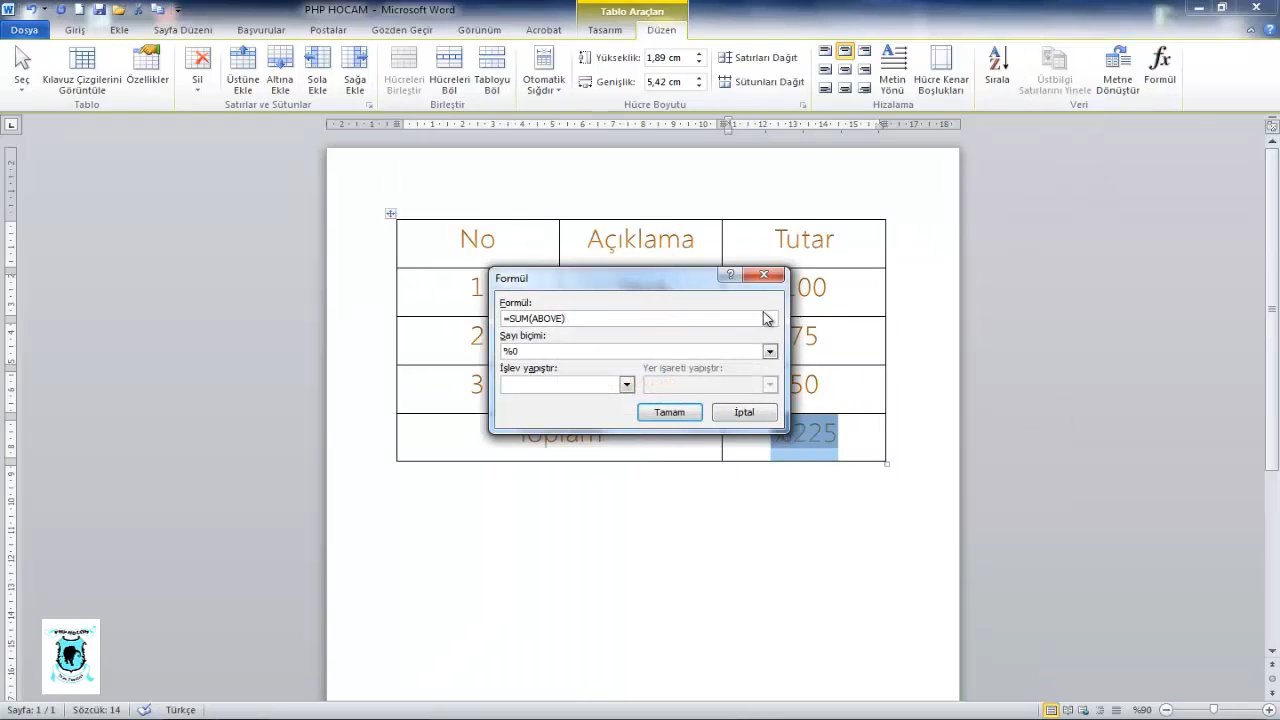 PHP HOCAM - Microsoft Word
Tablo Araçları
Dosya Giriş Ekle Sayfa Düzeni Başvurular Postalar Gözden Geçir Görünüm Acrobat Tasarım Düzen
Seç
Kılavuz Çizgilerini Görüntüle
Özellikler
Sil
Üstüne Ekle
Altına Ekle
Sola Ekle
Sağa Ekle
Hücreleri Birleştir
Hücreleri Böl
Tabloyu Böl
Otomatik Sığdır
Yükseklik: 1,89 cm
Genişlik: 5,42 cm
Satırları Dağıt
Sütunları Dağıt
Metin Yönü
Hücre Kenar Boşlukları
Sırala
Üstbilgi Satırlarını Yinele
Metne Dönüştür
Formül
Tablo
Satırlar ve Sütunlar
Birleştir
Hücre Boyutu
Hizalama
Veri
No Açıklama Tutar
1 100
2 75
3 50
Toplam %225
Formül
Formül:
=SUM(ABOVE)
Sayı biçimi:
%0
İşlev yapıştır: Yer işareti yapıştır:
Tamam İptal
PHP HOCAM
Sayfa: 1 / 1 Sözcük: 14 Türkçe %90